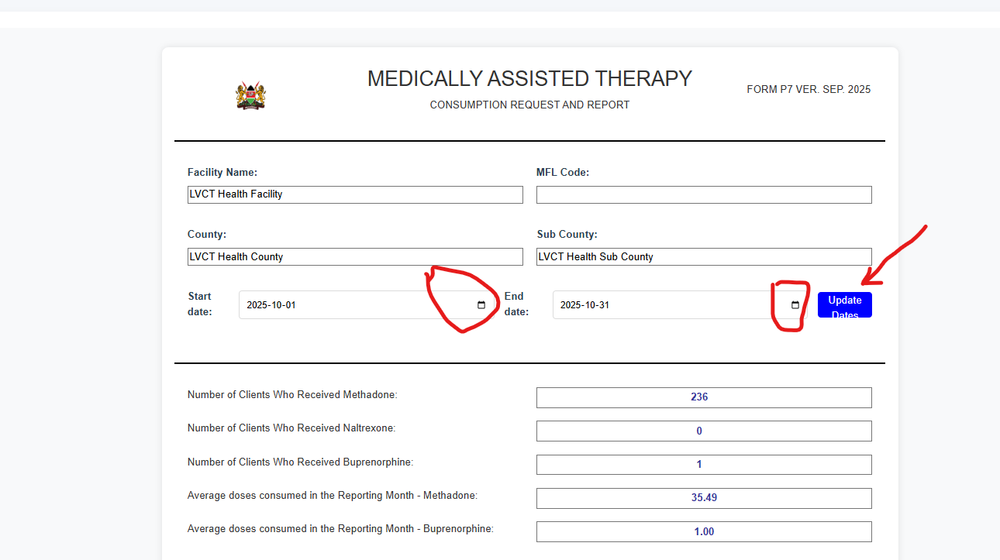 MEDICALLY ASSISTED THERAPY
CONSUMPTION REQUEST AND REPORT
FORM P7 VER. SEP. 2025
Facility Name:
MFL Code:
LVCT Health Facility
County:
Sub County:
LVCT Health County
LVCT Health Sub County
Start date:
2025-10-01
End date:
2025-10-31
Update Dates
Number of Clients Who Received Methadone:
236
Number of Clients Who Received Naltrexone:
0
Number of Clients Who Received Buprenorphine:
1
Average doses consumed in the Reporting Month - Methadone:
35.49
Average doses consumed in the Reporting Month - Buprenorphine:
1.00